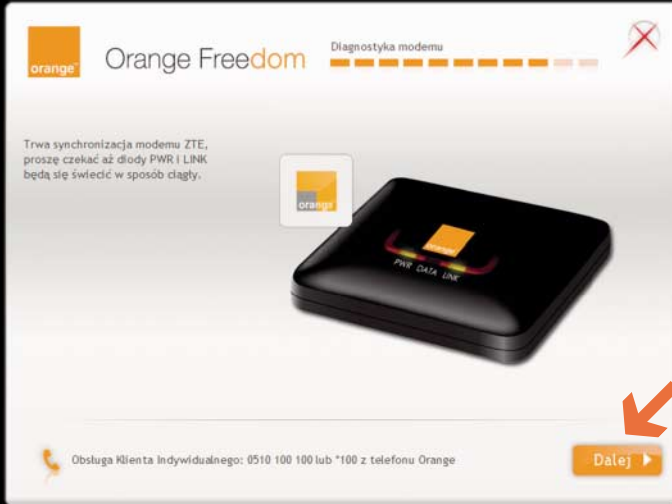 orange™
Orange Freedom
Diagnostyka modemu
Trwa synchronizacja modemu ZTE,
proszę czekać aż diody PWR i LINK
będą się świecić w sposób ciągły.
orange
orange
PWR DATA LINK
Obsługa Klienta Indywidualnego: 0510 100 100 lub *100 z telefonu Orange
Dalej